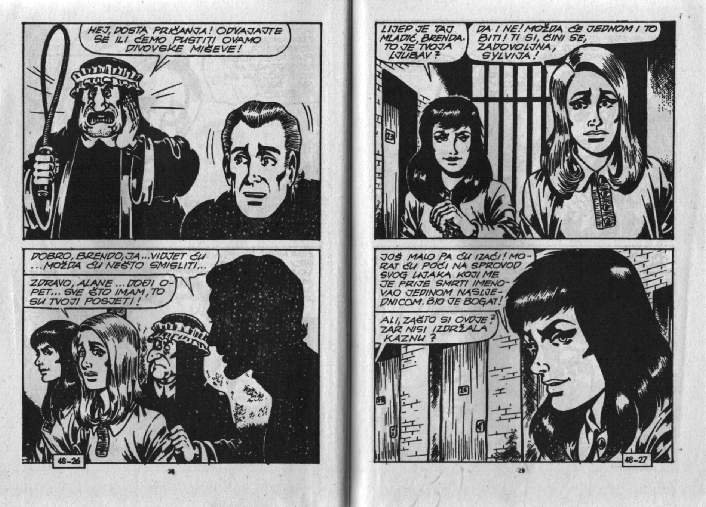 HEJ, DOSTA PRIČANJA! ODVAJAJTE
SE ILI ĆEMO PUSTITI OVAMO
DIVOVSKE MIŠEVE!
DOBRO, BRENDO, JA...VIDJET ĆU
...MOŽDA ĆU NEŠTO SMISLITI...
ZDRAVO, ALANE...DOĐI O-
PET...SVE ŠTO IMAM, TO
SU TVOJI POSJETI!
48-26
LIJEP JE TAJ
MLADIĆ, BRENDA.
TO JE TVOJA
LJUBAV?
DA I NE! MOŽDA ĆE JEDNOM I TO
BITI! TI SI, ČINI SE,
ZADOVOLJNA,
SYLVIJA!
JOŠ MALO PA ĆU IZAĆI! MO-
RAT ĆU POĆI NA SPROVOD
SVOG UJAKA KOJI ME
JE PRIJE SMRTI IMENO-
VAO JEDINOM NASLJE-
DNICOM. BIO JE BOGAT!
ALI, ZAŠTO SI OVDJE?
ZAR NISI IZDRŽALA
KAZNU?
24
48-27